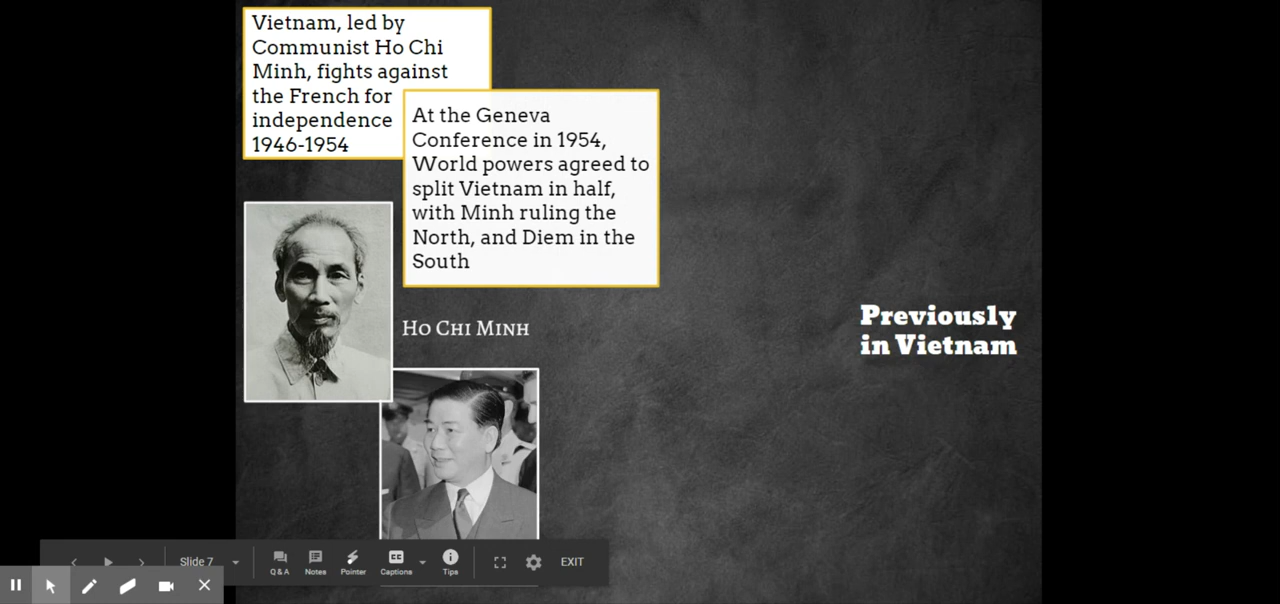 Vietnam, led by
Communist Ho Chi
Minh, fights against
the French for
independence
1946-1954
At the Geneva
Conference in 1954,
World powers agreed to
split Vietnam in half,
with Minh ruling the
North, and Diem in the
South
Ho Chi Minh
Previously
in Vietnam
Slide 7
Q & A
Notes
Pointer
Captions
Tips
EXIT